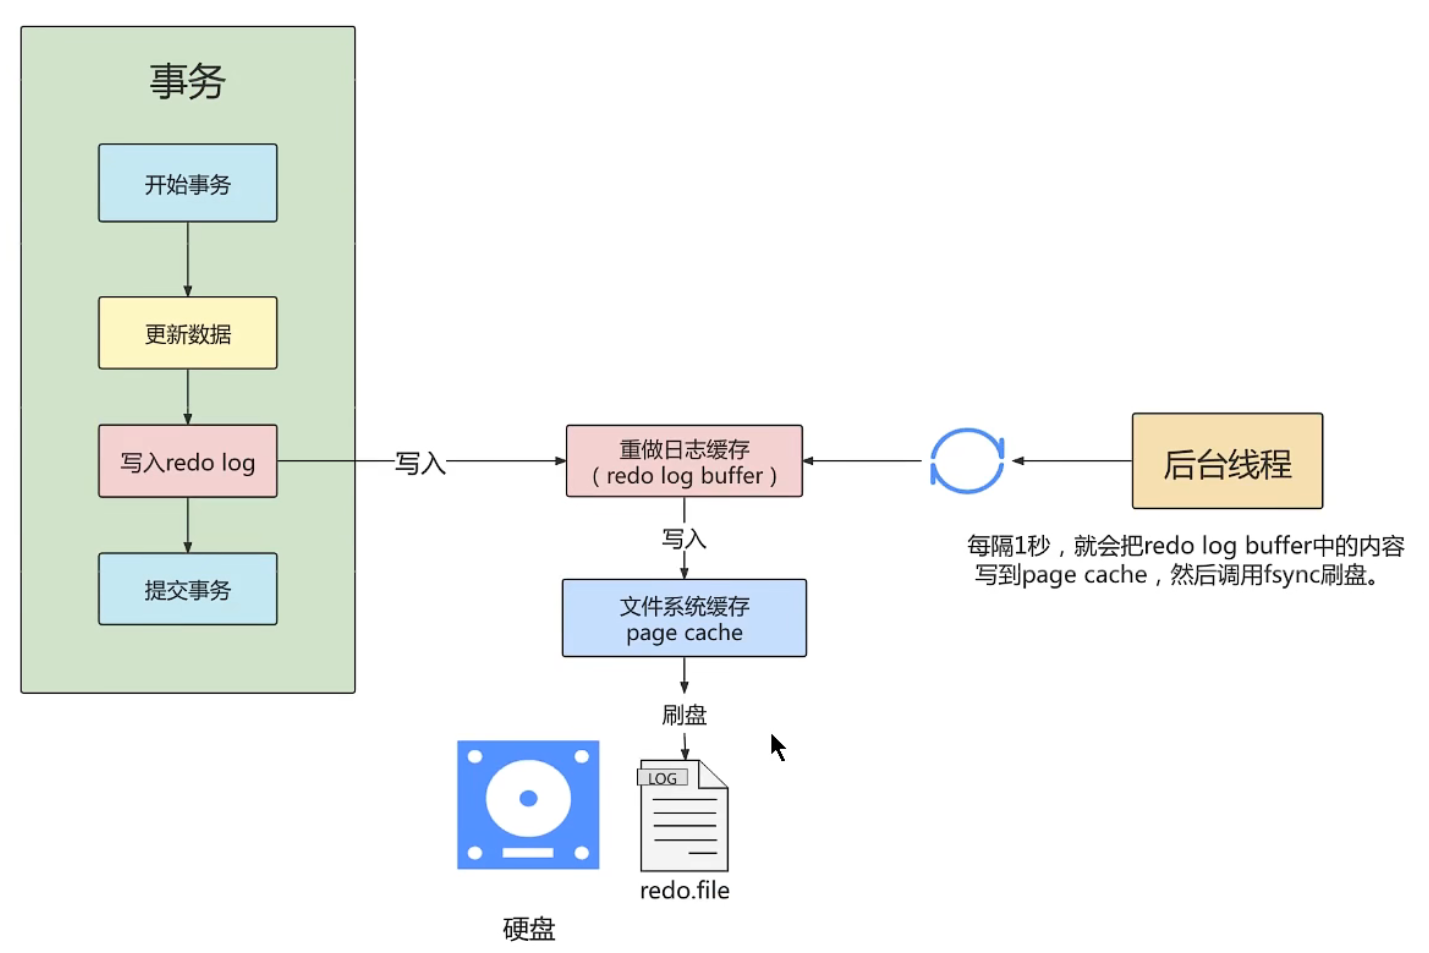 事务
开始事务
更新数据
写入redo log
提交事务
写入
重做日志缓存
（redo log buffer）
写入
文件系统缓存
page cache
刷盘
LOG
redo.file
硬盘
后台线程
每隔1秒，就会把redo log buffer中的内容
写到page cache，然后调用fsync刷盘。